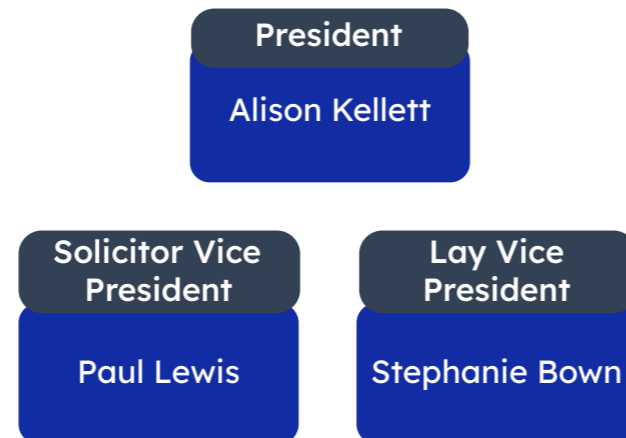 President
Alison Kellett
Solicitor Vice
President
Paul Lewis
Lay Vice
President
Stephanie Bown